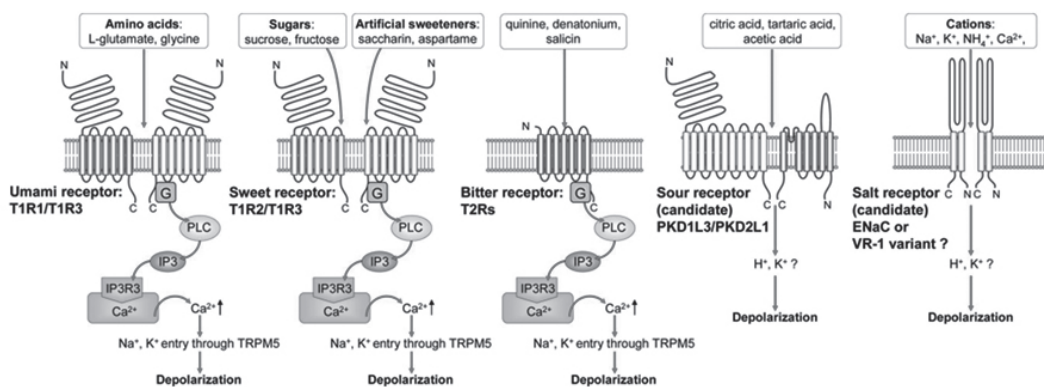 Amino acids:
L-glutamate, glycine
N
N
Umami receptor:
T1R1/T1R3
C
C
G
PLC
IP3
IP3R3
Ca²⁺
Ca²⁺↑
Na⁺, K⁺ entry through TRPM5
Depolarization
Sugars:
sucrose, fructose
Artificial sweeteners:
saccharin, aspartame
N
N
Sweet receptor:
T1R2/T1R3
C
C
G
PLC
IP3
IP3R3
Ca²⁺
Ca²⁺↑
Na⁺, K⁺ entry through TRPM5
Depolarization
quinine, denatonium,
salicin
N
Bitter receptor:
T2Rs
G
C
PLC
IP3
IP3R3
Ca²⁺
Ca²⁺↑
Na⁺, K⁺ entry through TRPM5
Depolarization
citric acid, tartaric acid,
acetic acid
N
Sour receptor
(candidate)
PKD1L3/PKD2L1
C C
N
H⁺, K⁺ ?
Depolarization
Cations:
Na⁺, K⁺, NH₄⁺, Ca²⁺,
Salt receptor
(candidate)
ENaC or
VR-1 variant ?
C NC N
H⁺, K⁺ ?
Depolarization